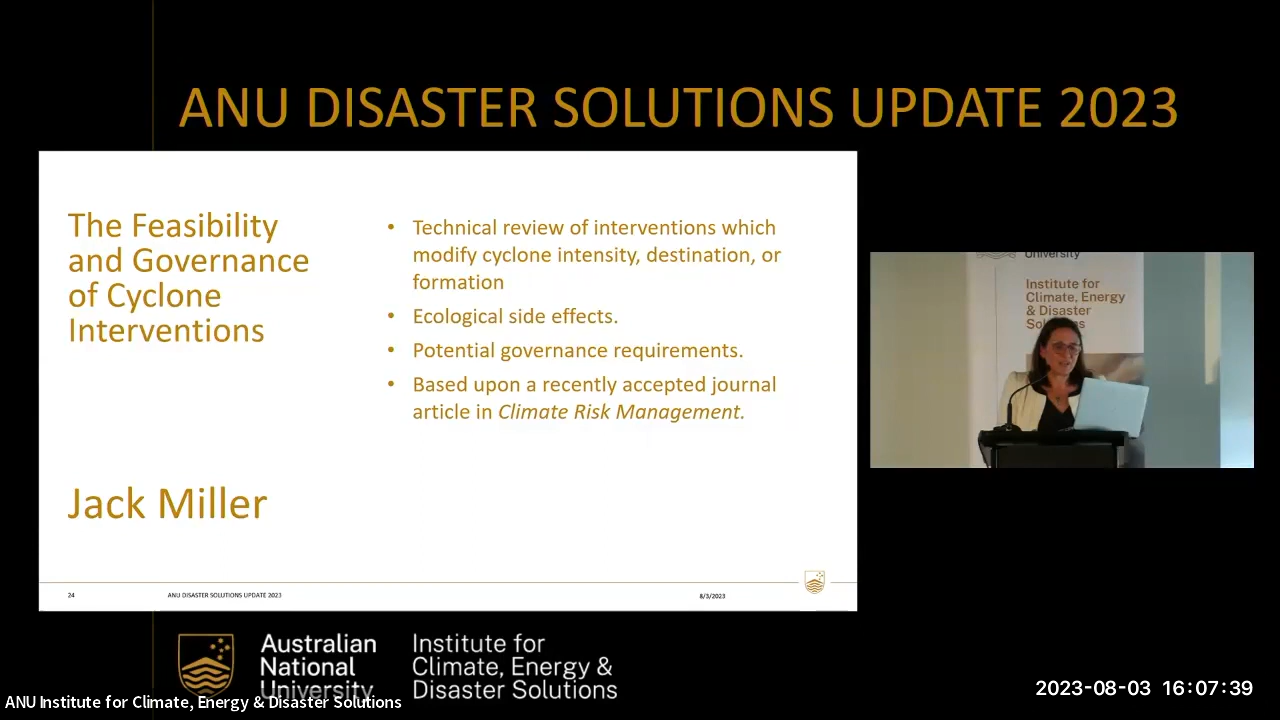 ANU DISASTER SOLUTIONS UPDATE 2023
The Feasibility
and Governance
of Cyclone
Interventions
• Technical review of interventions which
modify cyclone intensity, destination, or
formation
• Ecological side effects.
• Potential governance requirements.
• Based upon a recently accepted journal
article in Climate Risk Management.
Jack Miller
24
ANU DISASTER SOLUTIONS UPDATE 2023
8/3/2023
University
Institute for
Climate, Energy
& Disaster
Australian
National
University
Institute for
Climate, Energy &
Disaster Solutions
ANU Institute for Climate, Energy & Disaster Solutions
2023-08-03 16:07:39